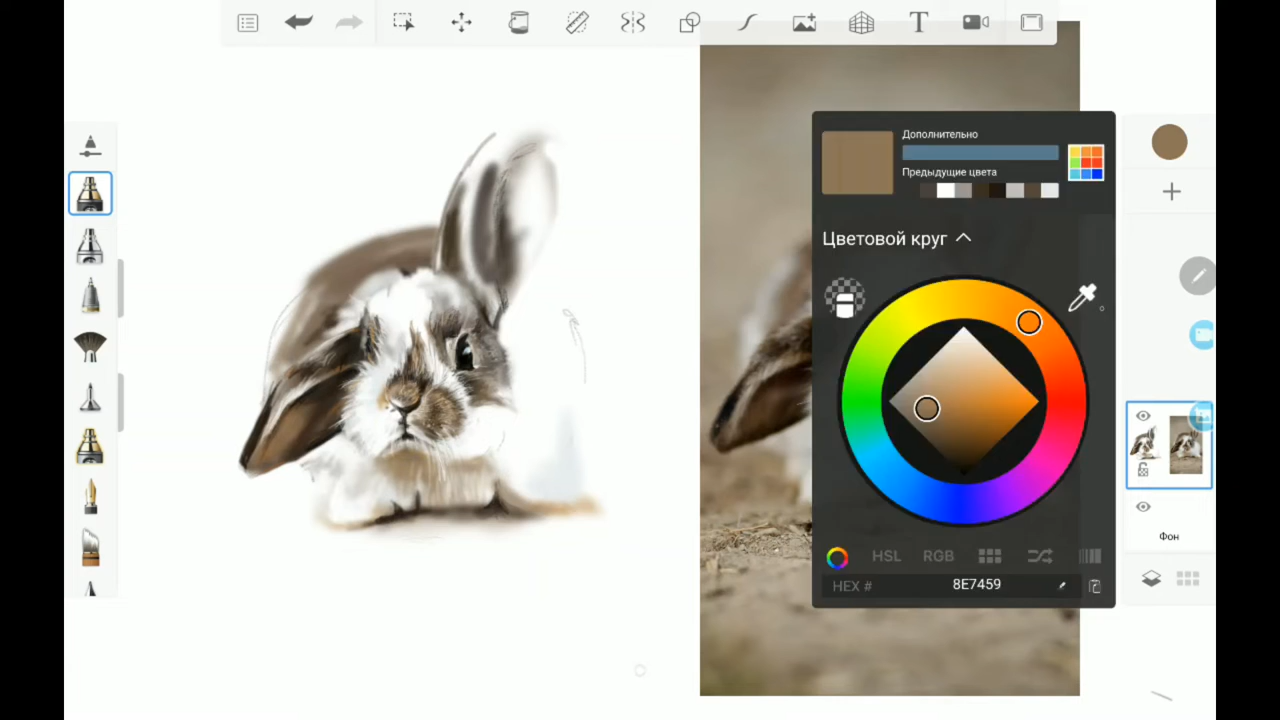 T
Дополнительно
Предыдущие цвета
Цветовой круг
HSL RGB
HEX # 8E7459
Фон